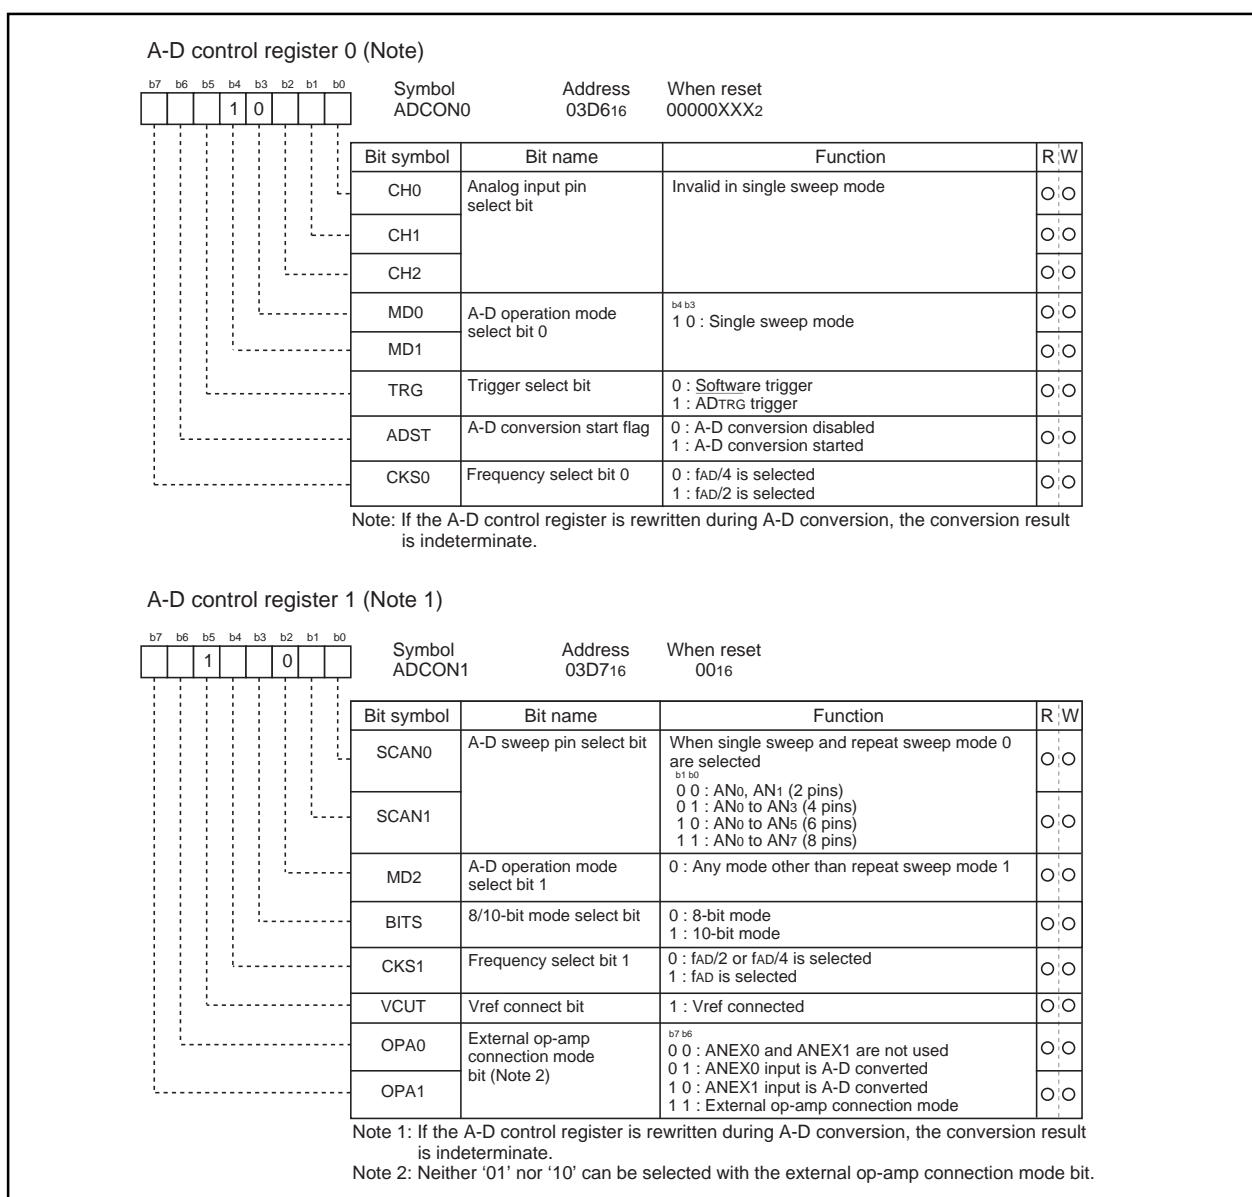 A-D control register 0 (Note)
b7 b6 b5 b4 b3 b2 b1 b0
1 0
Symbol Address When reset
ADCON0 03D616 00000XXX2
Bit symbol Bit name Function R W
CH0 Analog input pin select bit Invalid in single sweep mode
CH1
CH2
MD0 A-D operation mode select bit 0 b4 b3
1 0 : Single sweep mode
MD1
TRG Trigger select bit 0 : Software trigger
1 : ADTRG trigger
ADST A-D conversion start flag 0 : A-D conversion disabled
1 : A-D conversion started
CKS0 Frequency select bit 0 0 : fAD/4 is selected
1 : fAD/2 is selected
Note: If the A-D control register is rewritten during A-D conversion, the conversion result
is indeterminate.
A-D control register 1 (Note 1)
b7 b6 b5 b4 b3 b2 b1 b0
1 0
Symbol Address When reset
ADCON1 03D716 0016
Bit symbol Bit name Function R W
SCAN0 A-D sweep pin select bit When single sweep and repeat sweep mode 0
are selected
b1 b0
0 0 : AN0, AN1 (2 pins)
0 1 : AN0 to AN3 (4 pins)
1 0 : AN0 to AN5 (6 pins)
1 1 : AN0 to AN7 (8 pins)
SCAN1
MD2 A-D operation mode select bit 1 0 : Any mode other than repeat sweep mode 1
BITS 8/10-bit mode select bit 0 : 8-bit mode
1 : 10-bit mode
CKS1 Frequency select bit 1 0 : fAD/2 or fAD/4 is selected
1 : fAD is selected
VCUT Vref connect bit 1 : Vref connected
OPA0 External op-amp connection mode bit (Note 2) b7 b6
0 0 : ANEX0 and ANEX1 are not used
0 1 : ANEX0 input is A-D converted
1 0 : ANEX1 input is A-D converted
1 1 : External op-amp connection mode
OPA1
Note 1: If the A-D control register is rewritten during A-D conversion, the conversion result
is indeterminate.
Note 2: Neither ‘01’ nor ‘10’ can be selected with the external op-amp connection mode bit.